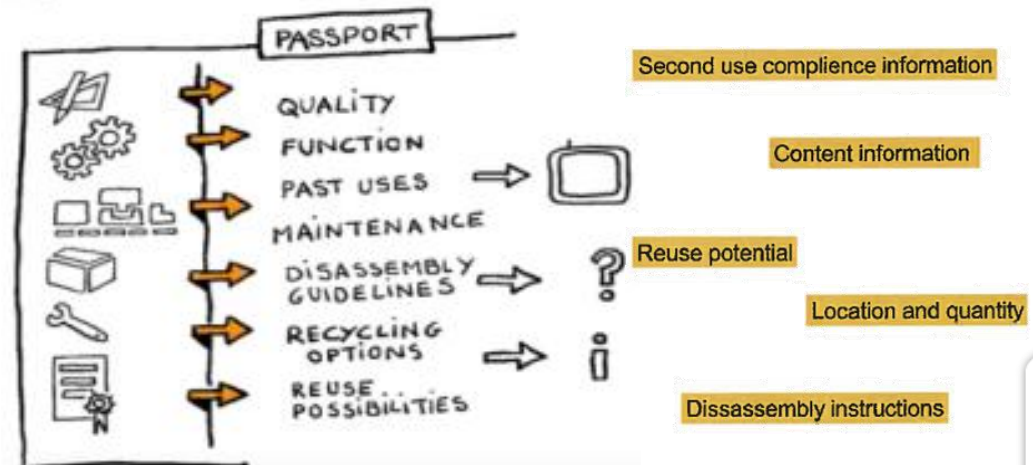 PASSPORT
QUALITY
FUNCTION
PAST USES
MAINTENANCE
DISASSEMBLY
GUIDELINES
RECYCLING
OPTIONS
REUSE..
POSSIBILITIES
?
i
Second use complience information
Content information
Reuse potential
Location and quantity
Dissassembly instructions